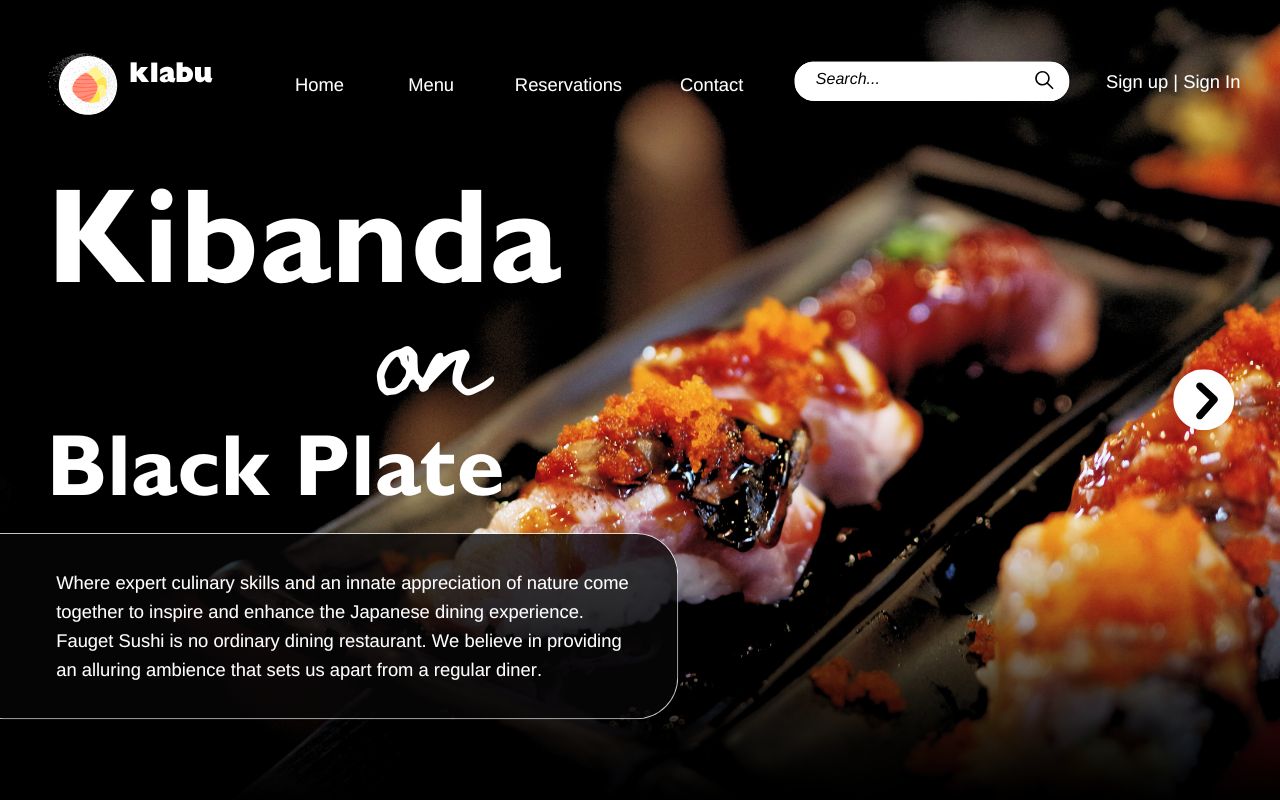 klabu
Home Menu Reservations Contact Search... Sign up | Sign In
Kibanda
on
Black Plate
Where expert culinary skills and an innate appreciation of nature come
together to inspire and enhance the Japanese dining experience.
Fauget Sushi is no ordinary dining restaurant. We believe in providing
an alluring ambience that sets us apart from a regular diner.